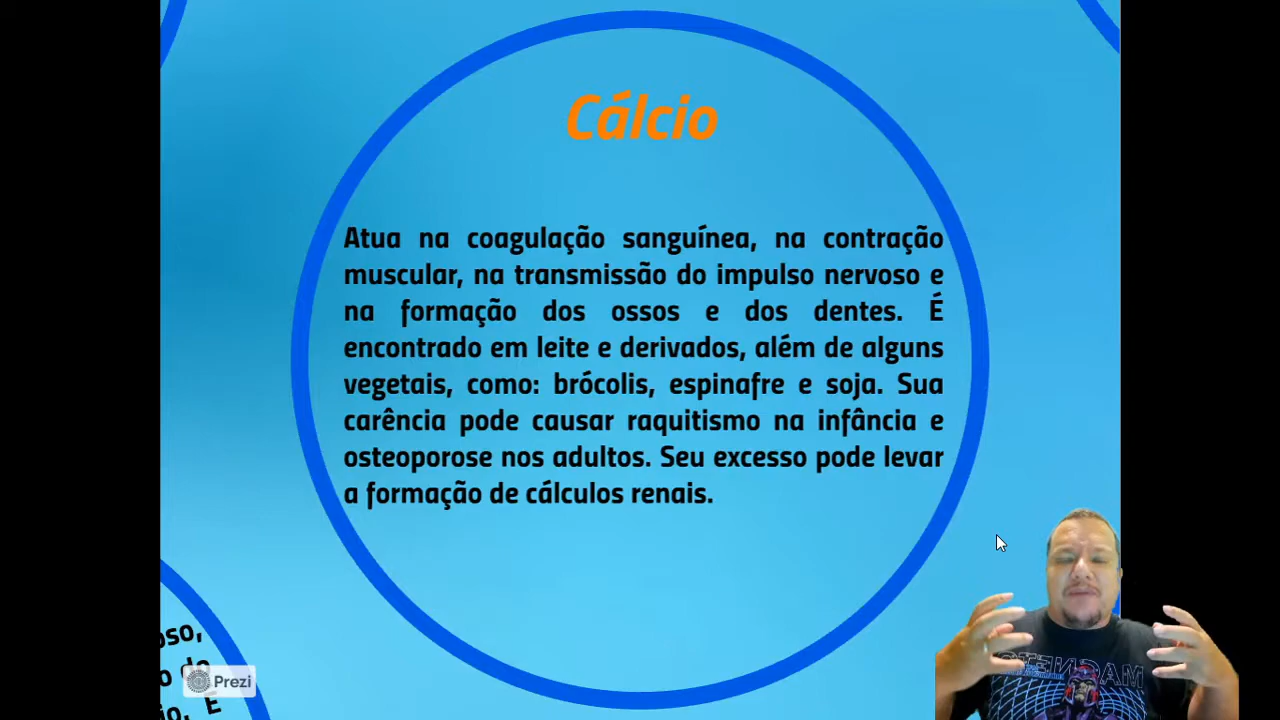 Cálcio
Atua na coagulação sanguínea, na contração
muscular, na transmissão do impulso nervoso e
na formação dos ossos e dos dentes. É
encontrado em leite e derivados, além de alguns
vegetais, como: brócolis, espinafre e soja. Sua
carência pode causar raquitismo na infância e
osteoporose nos adultos. Seu excesso pode levar
a formação de cálculos renais.
É
Prezi